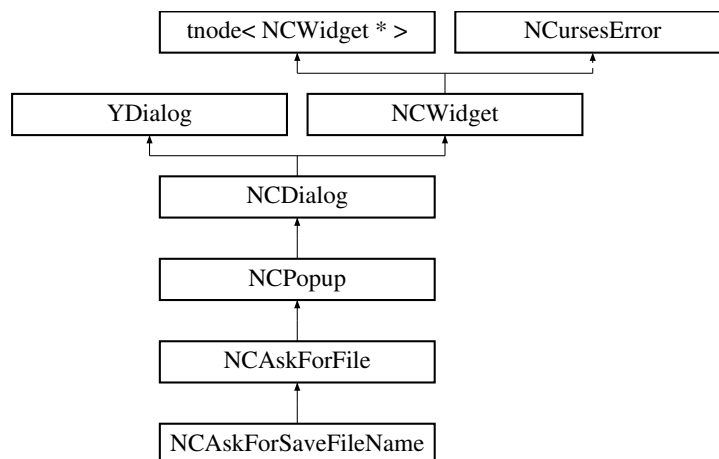 tnode< NCWidget * >
NCursesError
YDialog
NCWidget
NCDialog
NCPopup
NCAskForFile
NCAskForSaveFileName